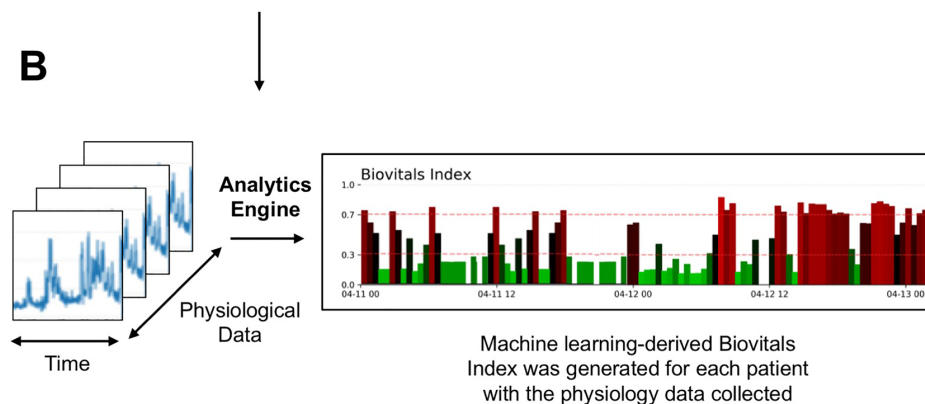 B
Analytics
Engine
Physiological
Data
Time
Biovitals Index
1.0
0.7
0.3
0.0
04-11 00
04-11 12
04-12 00
04-12 12
04-13 00
Machine learning-derived Biovitals
Index was generated for each patient
with the physiology data collected